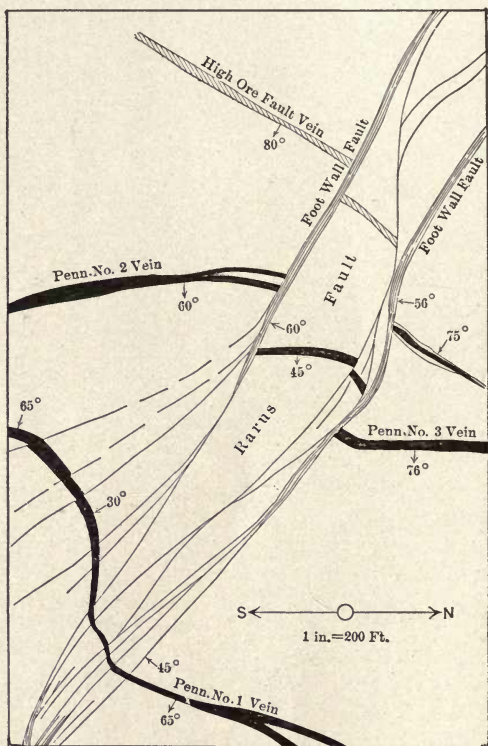 High Ore Fault Vein
80°
Foot Wall Fault
Foot Wall Fault
Penn. No. 2 Vein
60°
Fault
56°
75°
60°
45°
Rarus
65°
Penn. No. 3 Vein
76°
30°
S N
1 in.=200 Ft.
45°
Penn. No. 1 Vein
65°